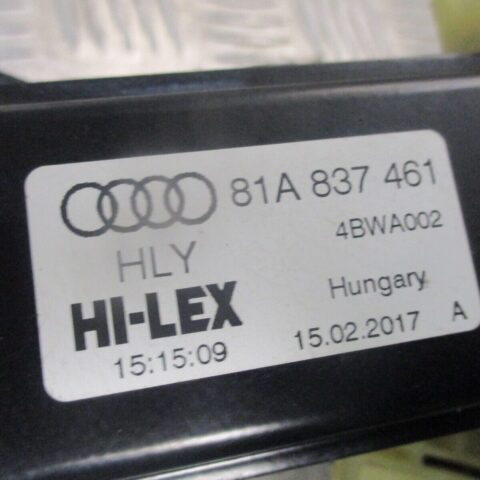 81A 837 461
4BWA002
HLY
Hungary
HI-LEX
15:15:09
15.02.2017 A